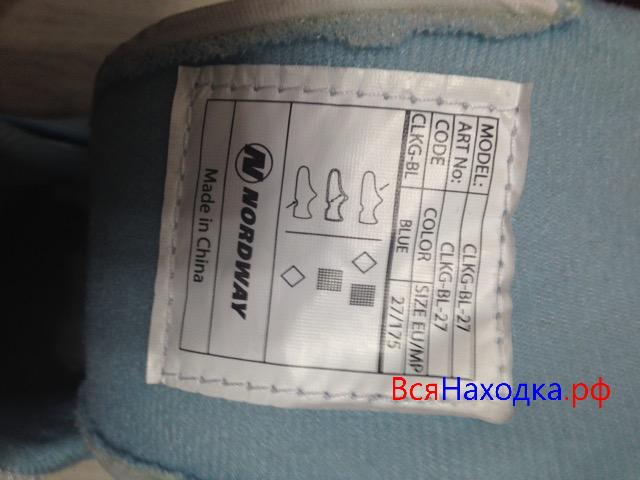 MODEL: CLKG-BL-27
ART No: CLKG-BL-27
CODE COLOR SIZE EU/MP
CLKG-BL BLUE 27/175
NORDWAY
Made in China
ВсяНаходка.рф